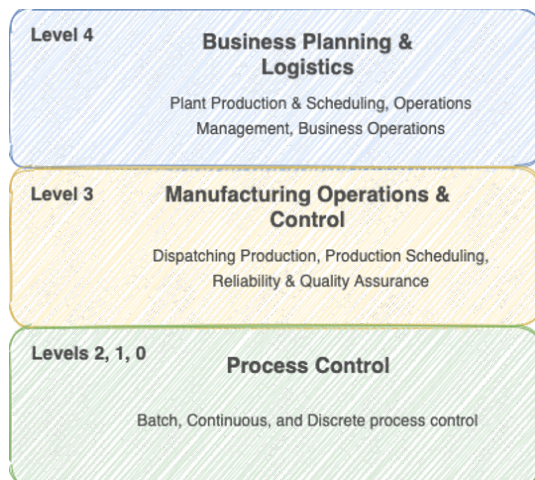 Level 4
Business Planning &
Logistics
Plant Production & Scheduling, Operations
Management, Business Operations
Level 3
Manufacturing Operations &
Control
Dispatching Production, Production Scheduling,
Reliability & Quality Assurance
Levels 2, 1, 0
Process Control
Batch, Continuous, and Discrete process control